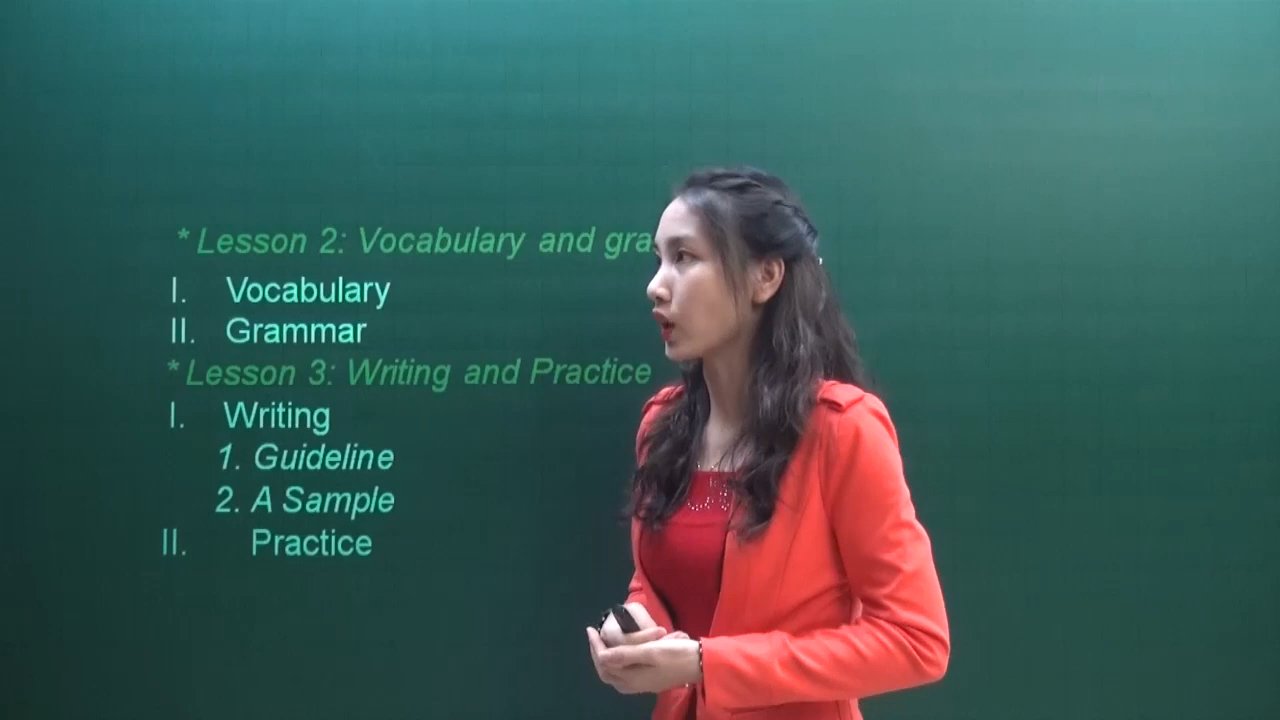 * Lesson 2: Vocabulary and
I. Vocabulary
II. Grammar
* Lesson 3: Writing and Practice
I. Writing
1. Guideline
2. A Sample
II. Practice